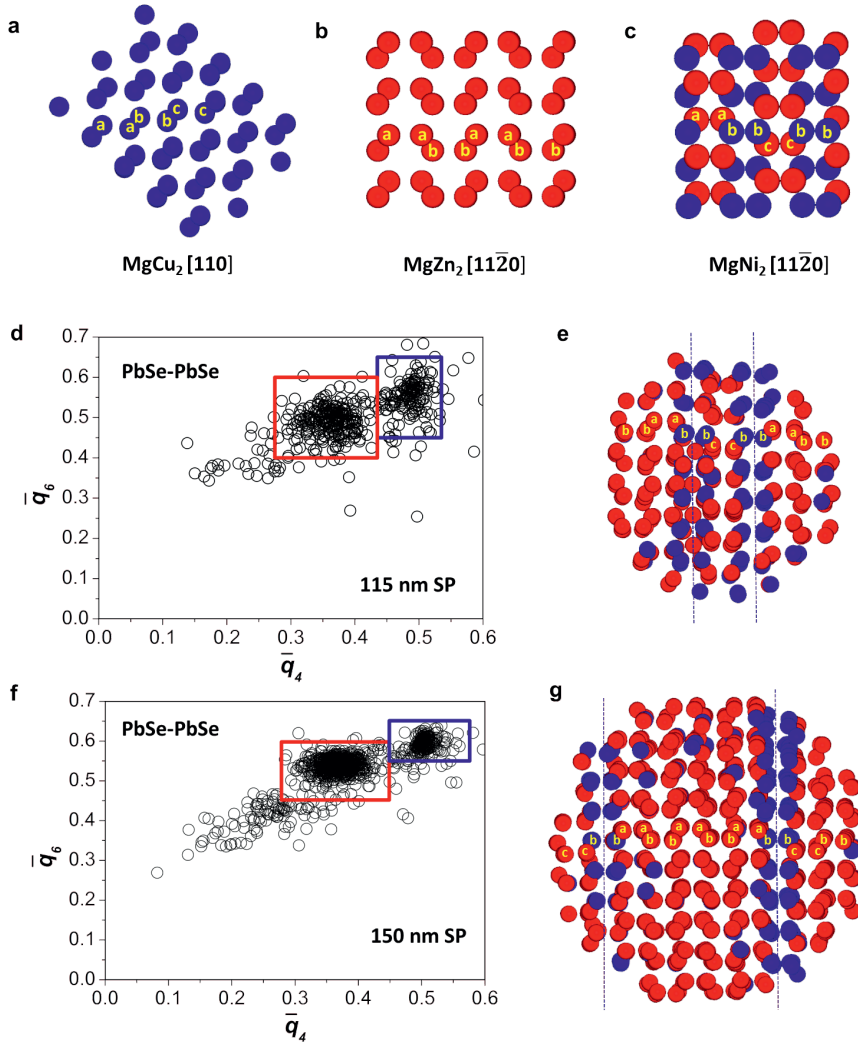 a
b
c
a a b b c c
a a b b a a b b
a a b b c c b b
MgCu₂ [110]
MgZn₂ [112̅0]
MgNi₂ [112̅0]
d
0.7
0.6
0.5
0.4
0.3
0.2
0.1
0.0
q̅₆
PbSe-PbSe
115 nm SP
0.0 0.1 0.2 0.3 0.4 0.5 0.6
q̅₄
e
b b a a b b c c b b a a b b
f
0.7
0.6
0.5
0.4
0.3
0.2
0.1
0.0
q̅₆
PbSe-PbSe
150 nm SP
0.0 0.1 0.2 0.3 0.4 0.5 0.6
q̅₄
g
c c b b a b a b a b a b a a b b c c b b